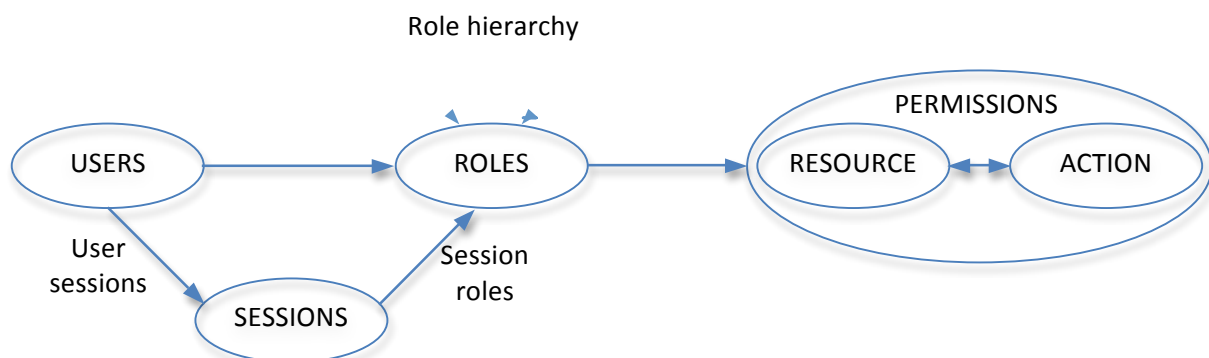 Role hierarchy
PERMISSIONS
USERS
ROLES
RESOURCE
ACTION
User
sessions
Session
roles
SESSIONS